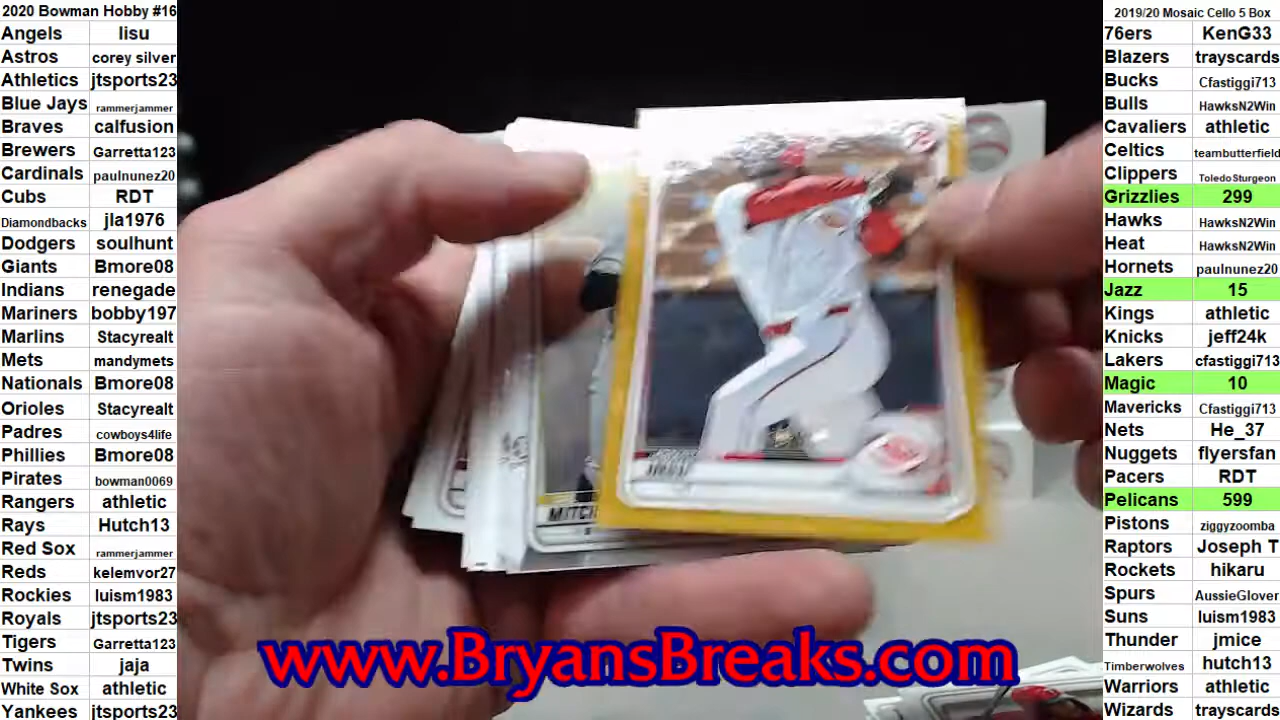 2020 Bowman Hobby #16
Angels lisu
Astros corey silver
Athletics jtsports23
Blue Jays rammerjammer
Braves calfusion
Brewers Garretta123
Cardinals paulnunez20
Cubs RDT
Diamondbacks jla1976
Dodgers soulhunt
Giants Bmore08
Indians renegade
Mariners bobby197
Marlins Stacyrealt
Mets mandymets
Nationals Bmore08
Orioles Stacyrealt
Padres cowboys4life
Phillies Bmore08
Pirates bowman0069
Rangers athletic
Rays Hutch13
Red Sox rammerjammer
Reds kelemvor27
Rockies luism1983
Royals jtsports23
Tigers Garretta123
Twins jaja
White Sox athletic
Yankees jtsports23
MITCH
www.BryansBreaks.com
2019/20 Mosaic Cello 5 Box
76ers KenG33
Blazers trayscards
Bucks Cfastiggi713
Bulls HawksN2Win
Cavaliers athletic
Celtics teambutterfield
Clippers ToledoSturgeon
Grizzlies 299
Hawks HawksN2Win
Heat HawksN2Win
Hornets paulnunez20
Jazz 15
Kings athletic
Knicks jeff24k
Lakers cfastiggi713
Magic 10
Mavericks Cfastiggi713
Nets He_37
Nuggets flyersfan
Pacers RDT
Pelicans 599
Pistons ziggyzoomba
Raptors Joseph T
Rockets hikaru
Spurs AussieGlover
Suns luism1983
Thunder jmice
Timberwolves hutch13
Warriors athletic
Wizards trayscards